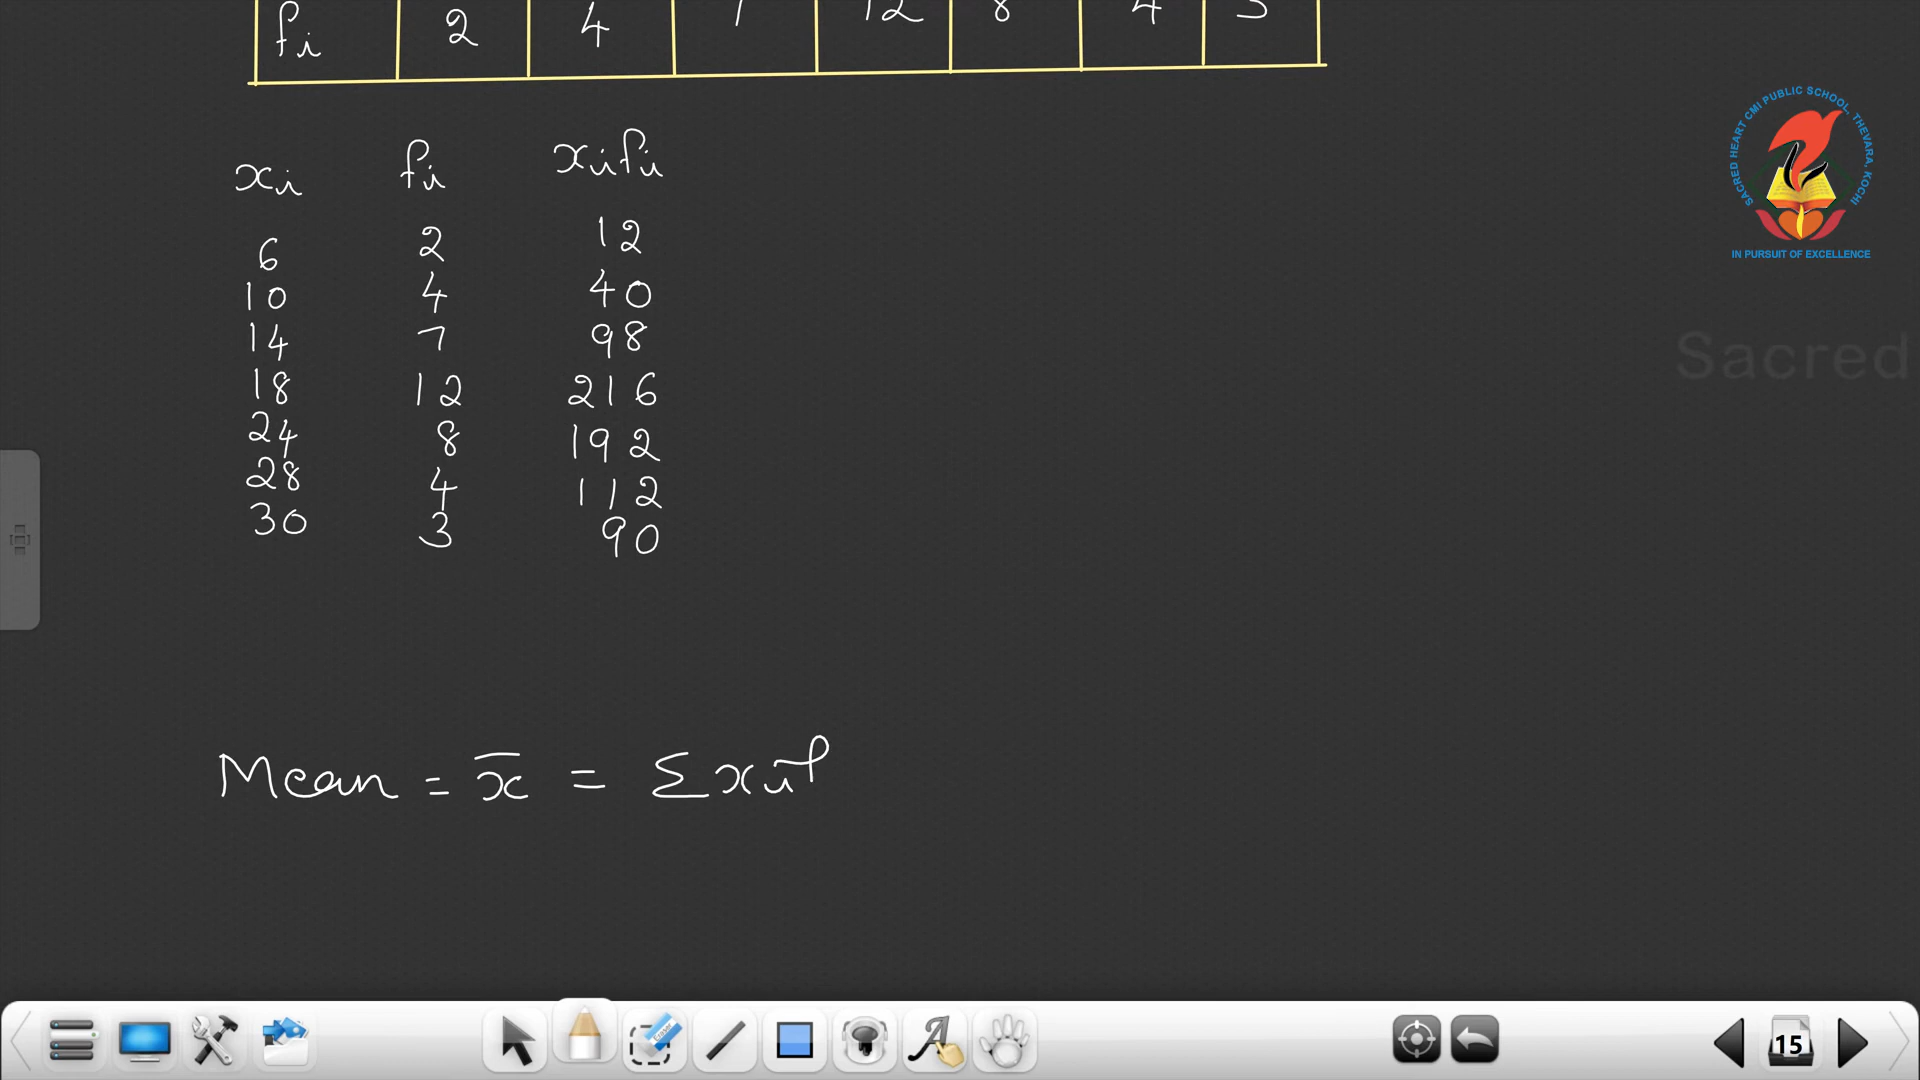 fi 2 4 7 12 8 4 3
xi fi xifi
6 2 12
10 4 40
14 7 98
18 12 216
24 8 192
28 4 112
30 3 90
Mean = x̄ = Σxif
SACRED HEART CMI PUBLIC SCHOOL, THEVARA, KOCHI
IN PURSUIT OF EXCELLENCE
Sacred
Eraser
A
15